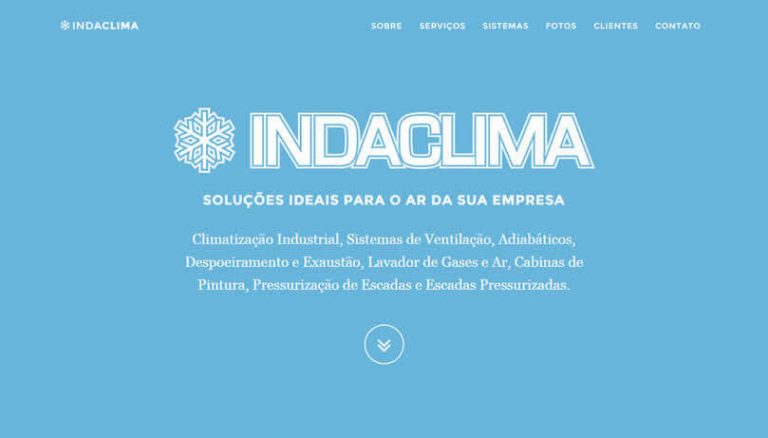 INDACLIMA
SOBRE SERVIÇOS SISTEMAS FOTOS CLIENTES CONTATO
INDACLIMA
SOLUÇÕES IDEAIS PARA O AR DA SUA EMPRESA
Climatização Industrial, Sistemas de Ventilação, Adiabáticos,
Despoeiramento e Exaustão, Lavador de Gases e Ar, Cabinas de
Pintura, Pressurização de Escadas e Escadas Pressurizadas.